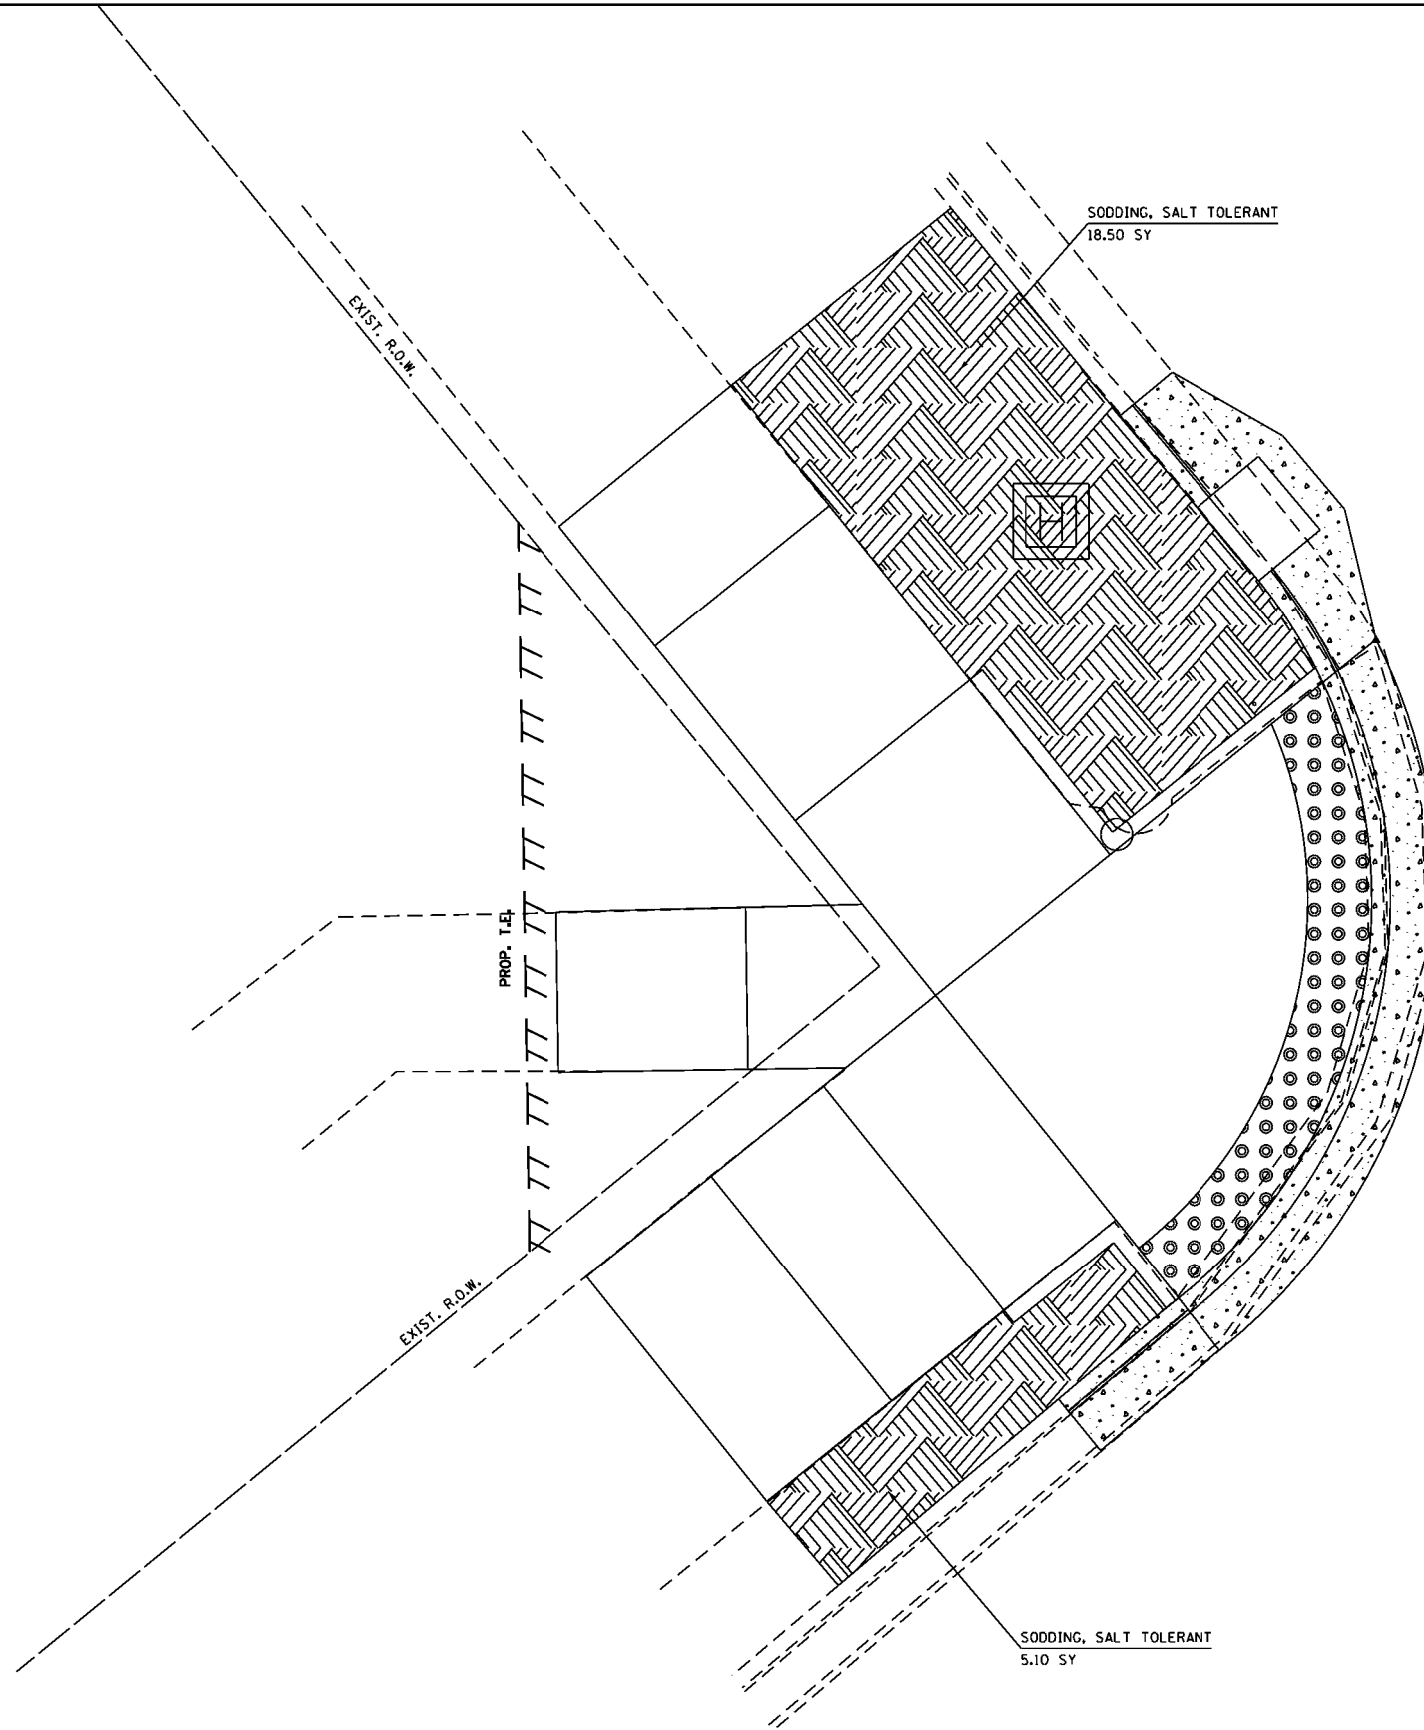 SODDING, SALT TOLERANT
18.50 SY
EXIST. R.O.W.
H
PROP. T.E.
EXIST. R.O.W.
SODDING, SALT TOLERANT
5.10 SY